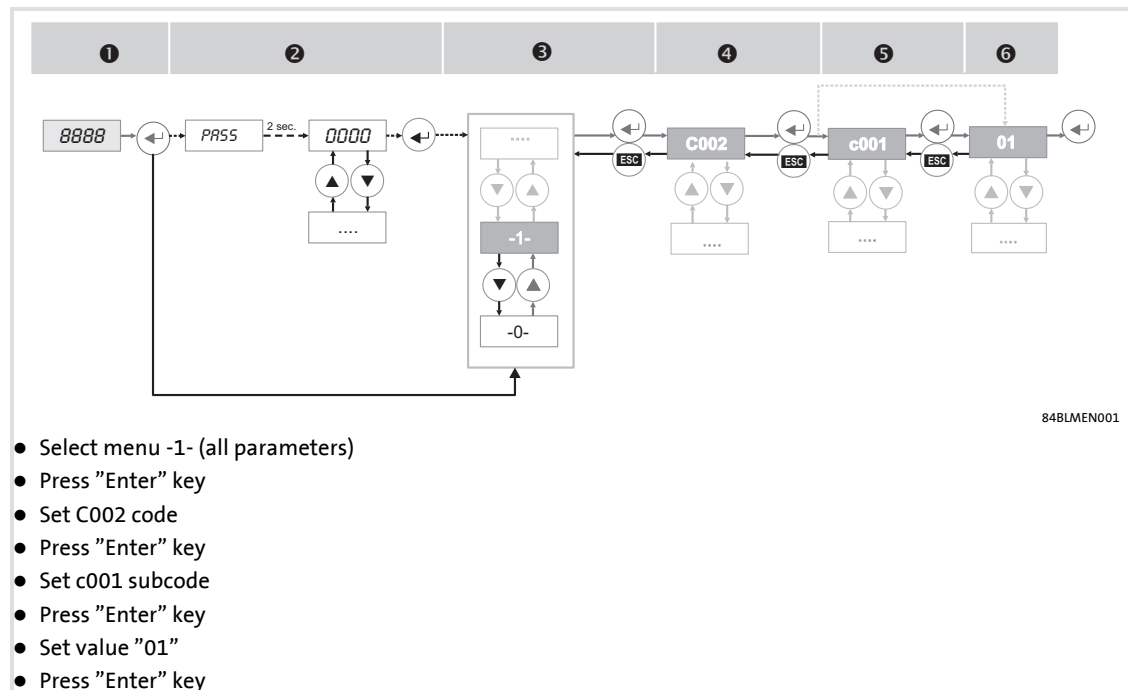 ❶ ❷ ❸ ❹ ❺ ❻
8888 PASS 2 sec. 0000 .... C002 c001 01
ESC ESC ESC
.... -1- .... .... ....
-0-
84BLMEN001
● Select menu -1- (all parameters)
● Press ”Enter” key
● Set C002 code
● Press ”Enter” key
● Set c001 subcode
● Press ”Enter” key
● Set value ”01”
● Press ”Enter” key